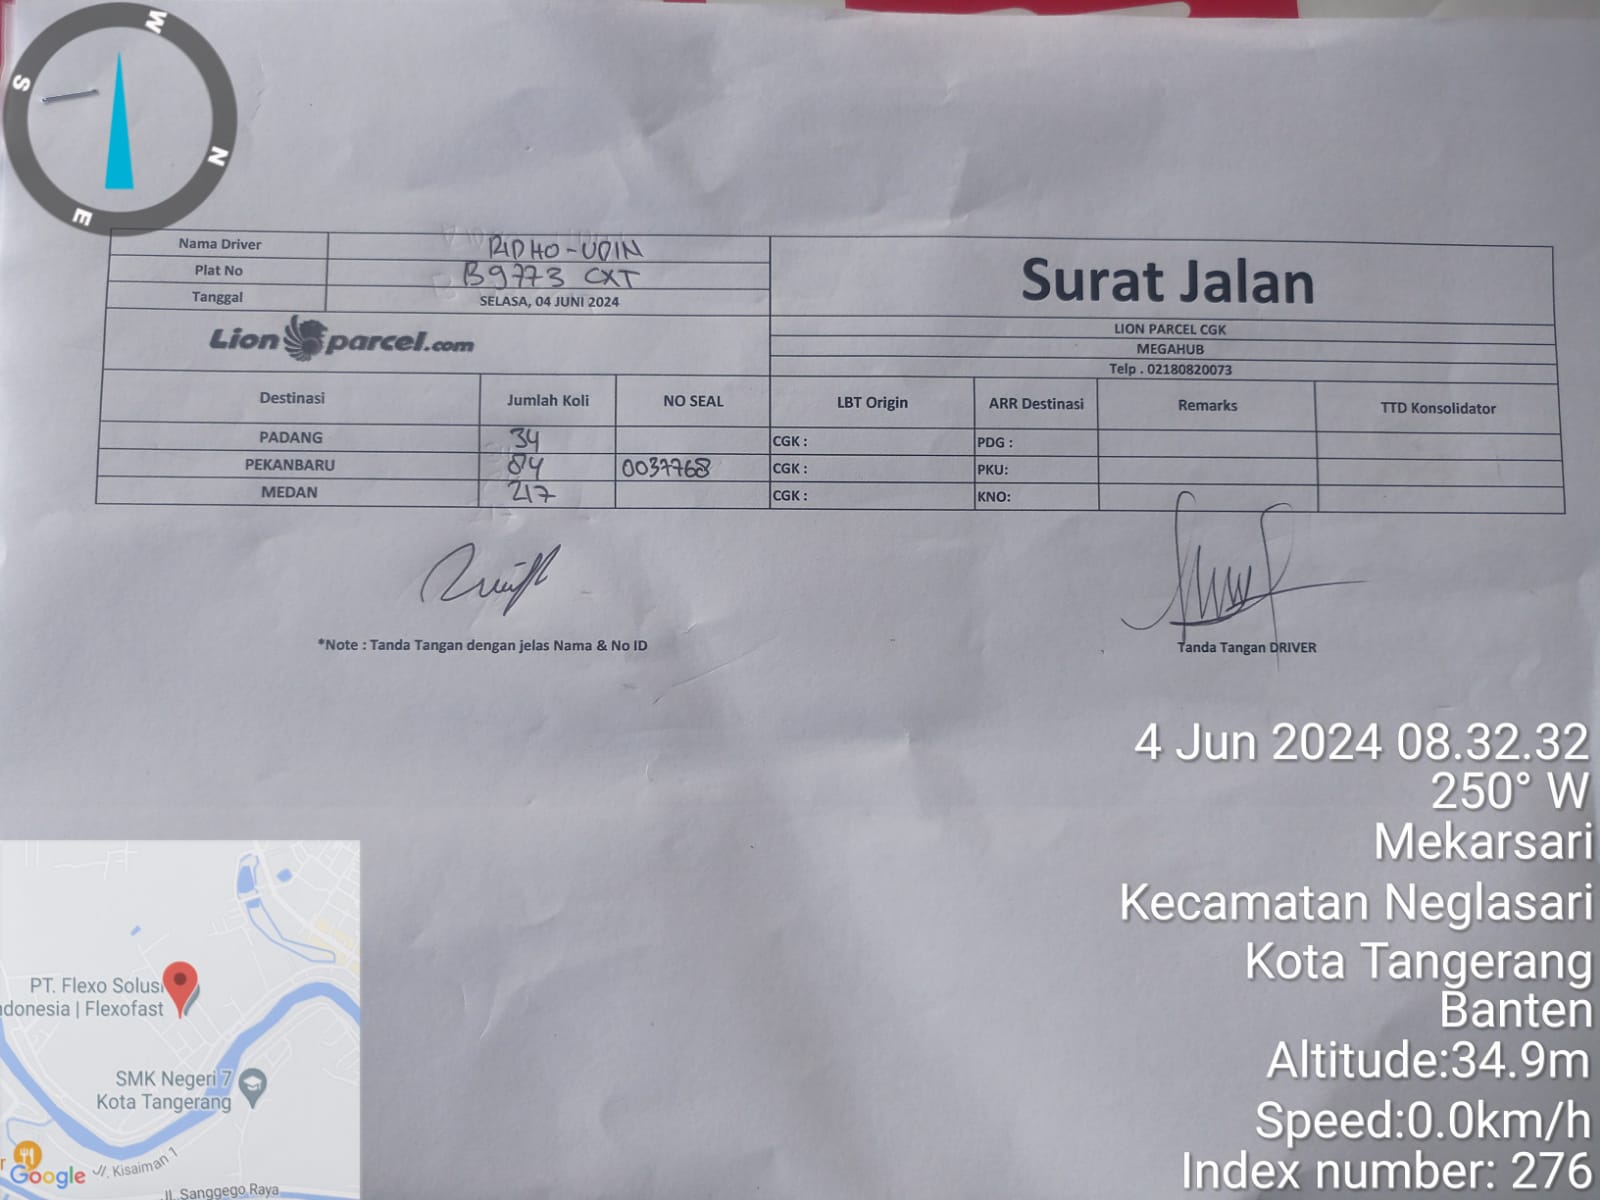 W
S
N
E
Nama Driver RIDHO-UDIN
Plat No B 9773 CXT
Tanggal SELASA, 04 JUNI 2024
Surat Jalan
Lion parcel.com
LION PARCEL CGK
MEGAHUB
Telp . 02180820073
Destinasi Jumlah Koli NO SEAL LBT Origin ARR Destinasi Remarks TTD Konsolidator
PADANG 34 CGK : PDG :
PEKANBARU 84 0037768 CGK : PKU:
MEDAN 217 CGK : KNO:
*Note : Tanda Tangan dengan jelas Nama & No ID
Tanda Tangan DRIVER
4 Jun 2024 08.32.32
250° W
Mekarsari
Kecamatan Neglasari
Kota Tangerang
Banten
Altitude:34.9m
Speed:0.0km/h
Index number: 276
PT. Flexo Solusi
ndonesia | Flexofast
SMK Negeri 7
Kota Tangerang
Google
Jl. Kisaiman 1
Jl. Sanggego Raya